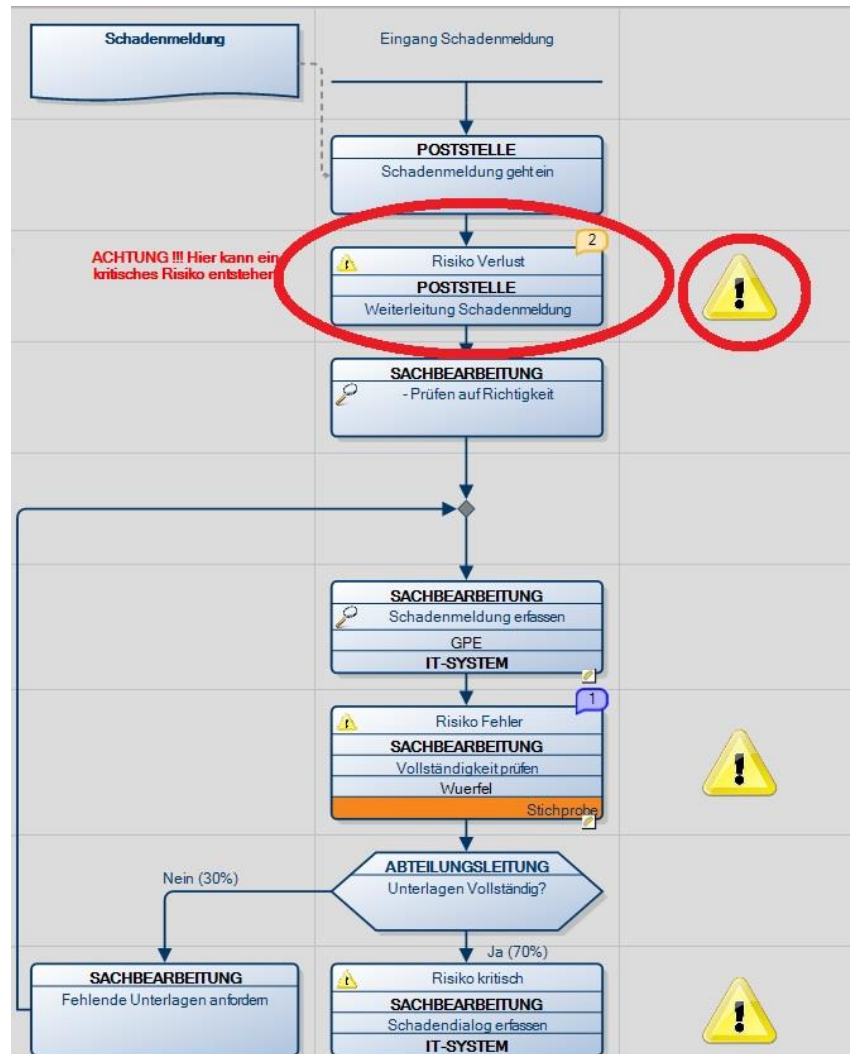 Schadenmeldung
Eingang Schadenmeldung
POSTSTELLE
Schadenmeldung geht ein
2
ACHTUNG !!! Hier kann ein
kritisches Risiko entstehen
Risiko Verlust
POSTSTELLE
Weiterleitung Schadenmeldung
SACHBEARBEITUNG
- Prüfen auf Richtigkeit
SACHBEARBEITUNG
Schadenmeldung erfassen
GPE
IT-SYSTEM
1
Risiko Fehler
SACHBEARBEITUNG
Vollständigkeit prüfen
Wuerfel
Stichprobe
ABTEILUNGSLEITUNG
Unterlagen Vollständig?
Nein (30%)
Ja (70%)
SACHBEARBEITUNG
Fehlende Unterlagen anfordern
Risiko kritisch
SACHBEARBEITUNG
Schadendialog erfassen
IT-SYSTEM